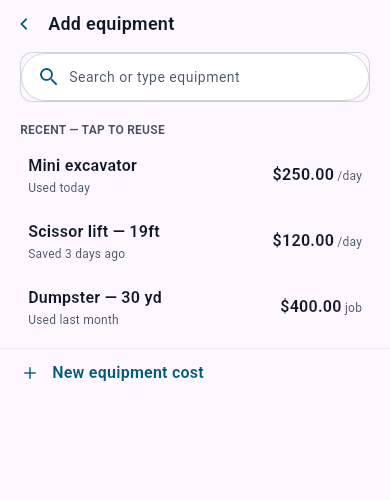 Add equipment
Search or type equipment
RECENT — TAP TO REUSE
Mini excavator
$250.00 /day
Used today
Scissor lift — 19ft
$120.00 /day
Saved 3 days ago
Dumpster — 30 yd
$400.00 job
Used last month
+ New equipment cost